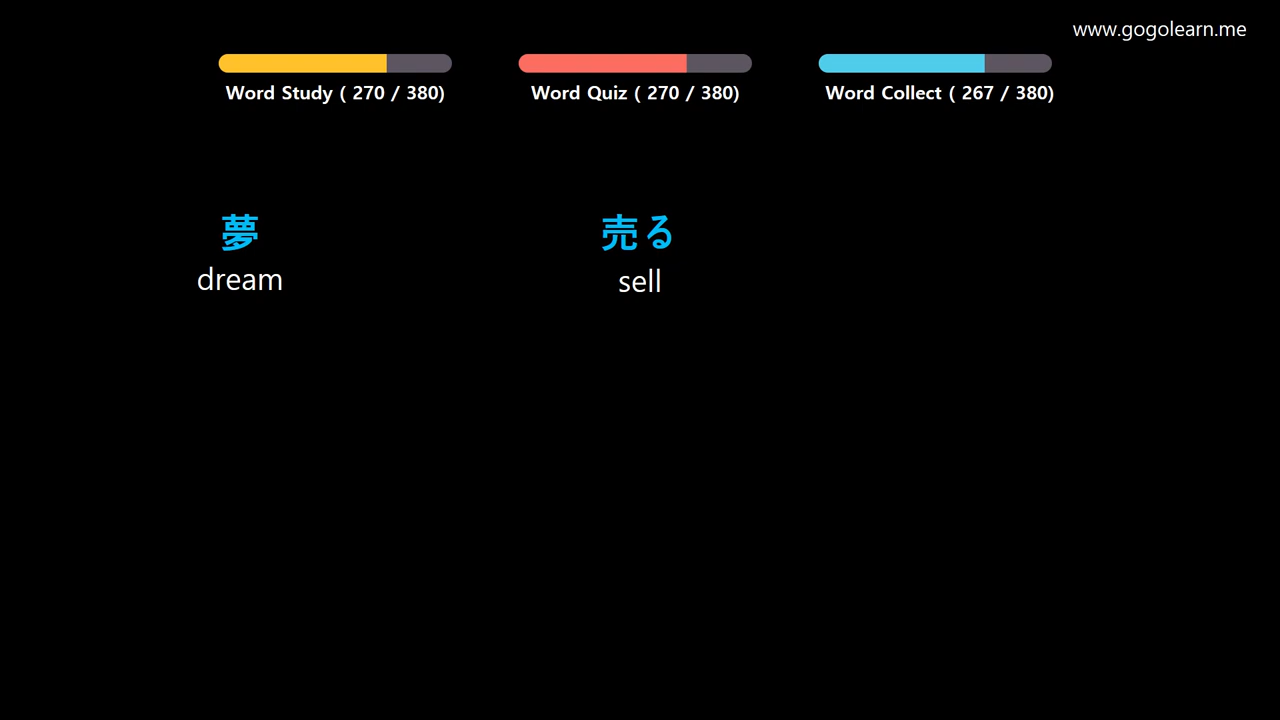 www.gogolearn.me
Word Study ( 270 / 380)
Word Quiz ( 270 / 380)
Word Collect ( 267 / 380)
夢
dream
売る
sell